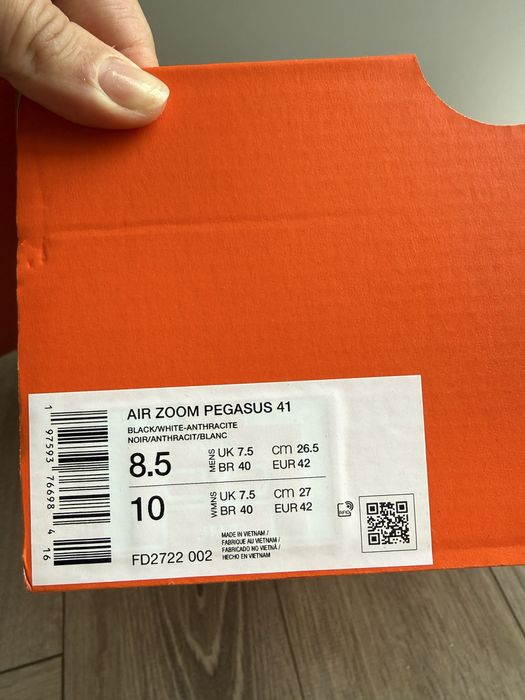 AIR ZOOM PEGASUS 41
BLACK/WHITE-ANTHRACITE
NOIR/ANTHRACIT/BLANC
8.5 MENS UK 7.5 cm 26.5
BR 40 EUR 42
10 WMNS UK 7.5 cm 27
BR 40 EUR 42
RFID
MADE IN VIETNAM /
FABRIQUE AU VIETNAM /
FABRICADO NO VIETNÃ /
HECHO EN VIETNAM
FD2722 002
1 97593 76698 4 16